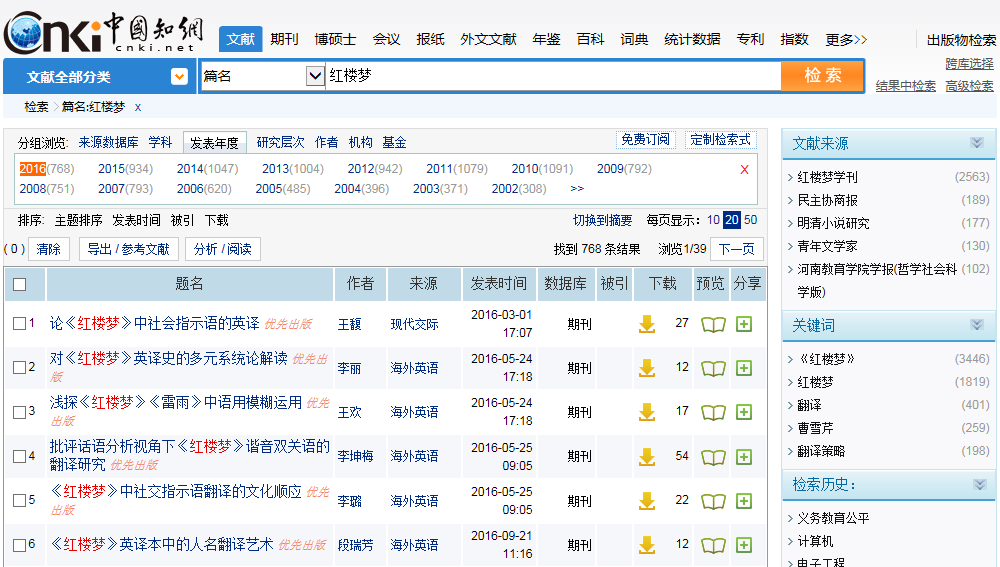 Cnki 中國知網
cnki.net
文献 期刊 博硕士 会议 报纸 外文文献 年鉴 百科 词典 统计数据 专利 指数 更多>> 出版物检索
文献全部分类 篇名 红楼梦 检索
跨库选择
结果中检索 高级检索
检索 > 篇名:红楼梦 x
分组浏览: 来源数据库 学科 发表年度 研究层次 作者 机构 基金 免费订阅 定制检索式
2016(768) 2015(934) 2014(1047) 2013(1004) 2012(942) 2011(1079) 2010(1091) 2009(792) X
2008(751) 2007(793) 2006(620) 2005(485) 2004(396) 2003(371) 2002(308) >>
排序: 主题排序 发表时间 被引 下载 切换到摘要 每页显示: 10 20 50
( 0 ) 清除 导出 / 参考文献 分析 / 阅读 找到 768 条结果 浏览1/39 下一页
题名 作者 来源 发表时间 数据库 被引 下载 预览 分享
1 论《红楼梦》中社会指示语的英译 优先出版 王馥 现代交际 2016-03-01 17:07 期刊 27
2 对《红楼梦》英译史的多元系统论解读 优先出版 李丽 海外英语 2016-05-24 17:18 期刊 12
3 浅探《红楼梦》《雷雨》中语用模糊运用 优先出版 王欢 海外英语 2016-05-24 17:18 期刊 17
4 批评话语分析视角下《红楼梦》谐音双关语的翻译研究 优先出版 李坤梅 海外英语 2016-05-25 09:05 期刊 54
5 《红楼梦》中社交指示语翻译的文化顺应 优先出版 李璐 海外英语 2016-05-25 09:05 期刊 22
6 《红楼梦》英译本中的人名翻译艺术 优先出版 段瑞芳 海外英语 2016-09-21 11:16 期刊 12
文献来源
红楼梦学刊 (2563)
民主协商报 (189)
明清小说研究 (177)
青年文学家 (130)
河南教育学院学报(哲学社会科 (102)
学版)
关键词
《红楼梦》 (3446)
红楼梦 (1819)
翻译 (401)
曹雪芹 (259)
翻译策略 (198)
检索历史:
义务教育公平
计算机
电子工程